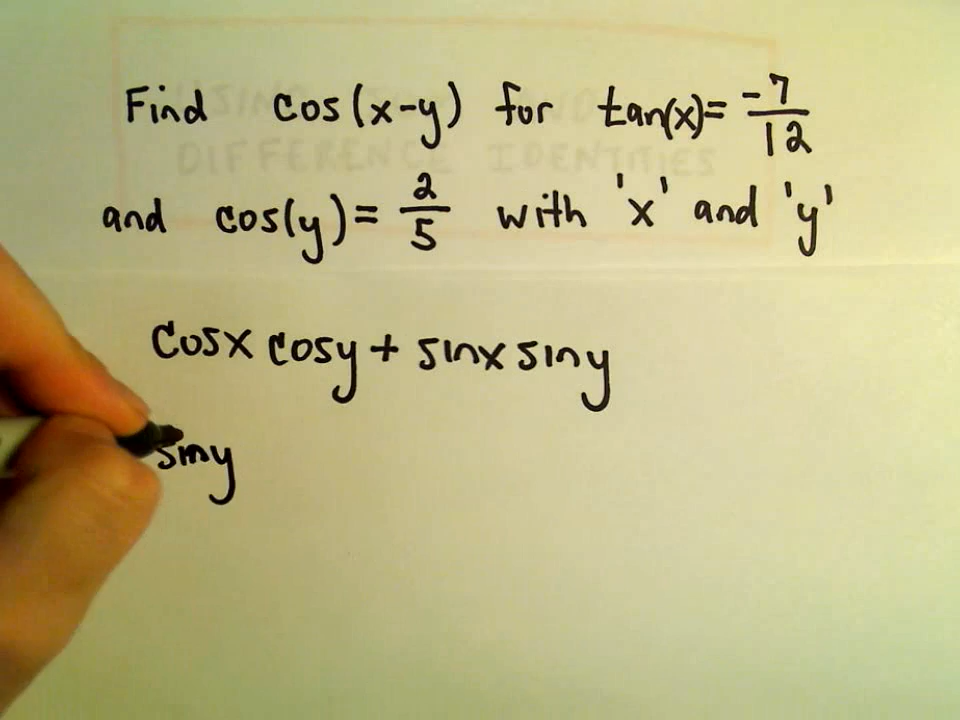 Find cos(x-y) for tan(x)= -7/12
and cos(y)= 2/5 with 'x' and 'y'
cosx cosy + sinx siny
siny